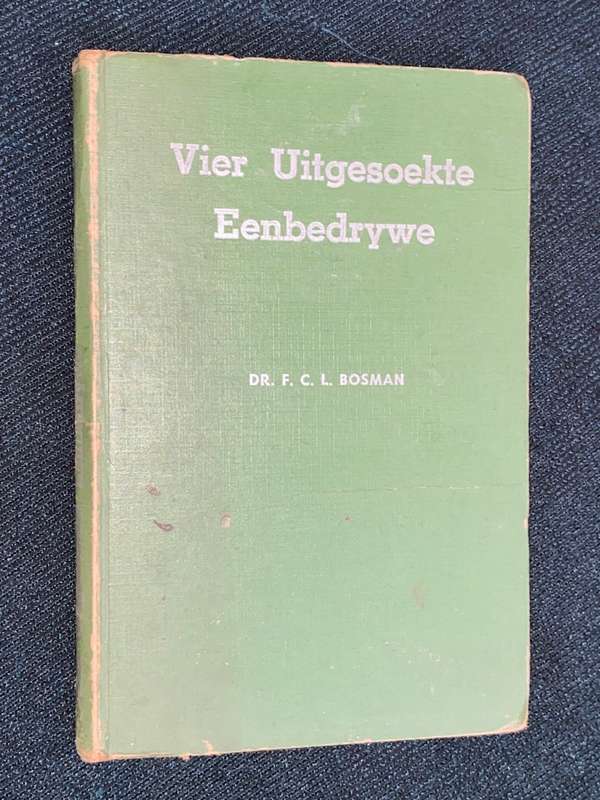 Vier Uitgesoekte
Eenbedrywe
DR. F. C. L. BOSMAN